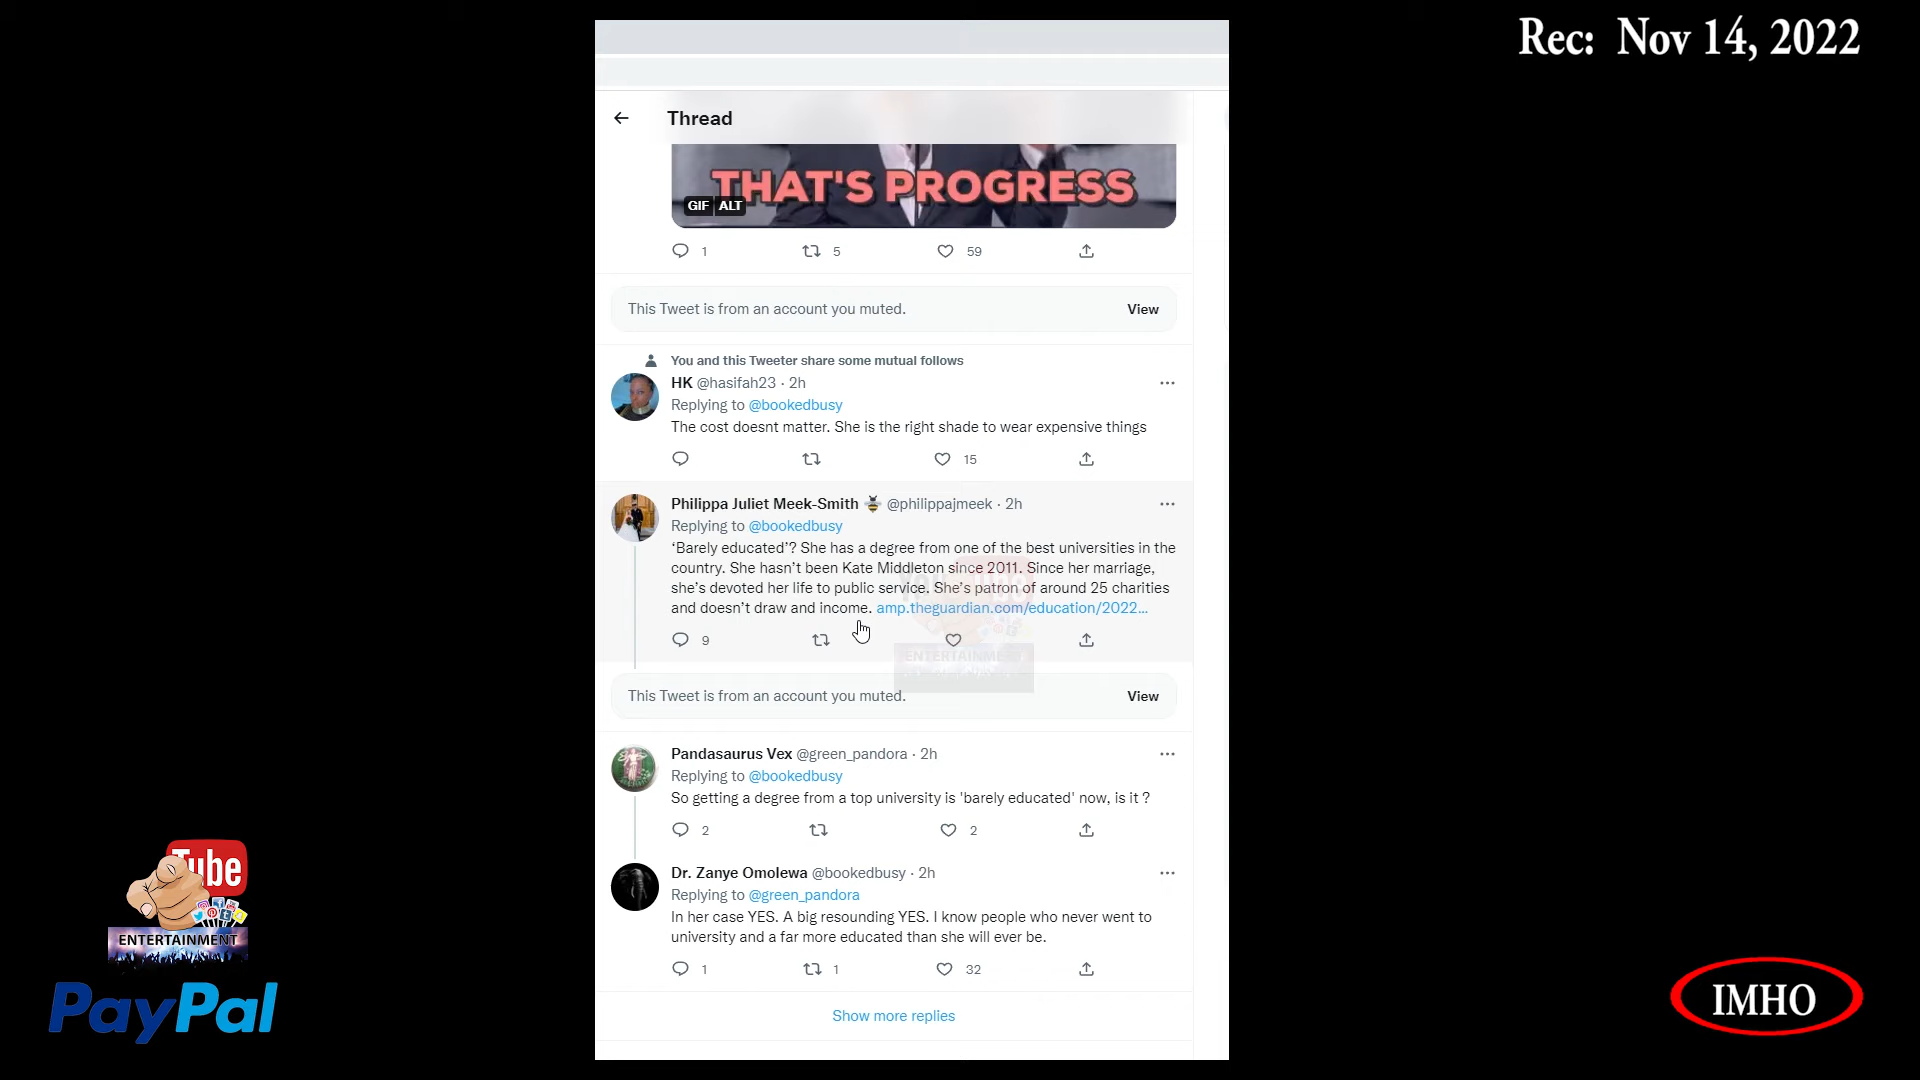 Rec: Nov 14, 2022
Thread
THAT'S PROGRESS
GIF ALT
1 5 59
This Tweet is from an account you muted. View
You and this Tweeter share some mutual follows
HK @hasifah23 · 2h
Replying to @bookedbusy
The cost doesnt matter. She is the right shade to wear expensive things
15
Philippa Juliet Meek-Smith @philippajmeek · 2h
Replying to @bookedbusy
‘Barely educated’? She has a degree from one of the best universities in the
country. She hasn’t been Kate Middleton since 2011. Since her marriage,
she’s devoted her life to public service. She’s patron of around 25 charities
and doesn’t draw and income. amp.theguardian.com/education/2022...
9
ENTERTAINMENT
This Tweet is from an account you muted. View
Pandasaurus Vex @green_pandora · 2h
Replying to @bookedbusy
So getting a degree from a top university is 'barely educated' now, is it ?
2 2
Dr. Zanye Omolewa @bookedbusy · 2h
Replying to @green_pandora
In her case YES. A big resounding YES. I know people who never went to
university and a far more educated than she will ever be.
1 1 32
Show more replies
Tube
ENTERTAINMENT
PayPal
IMHO